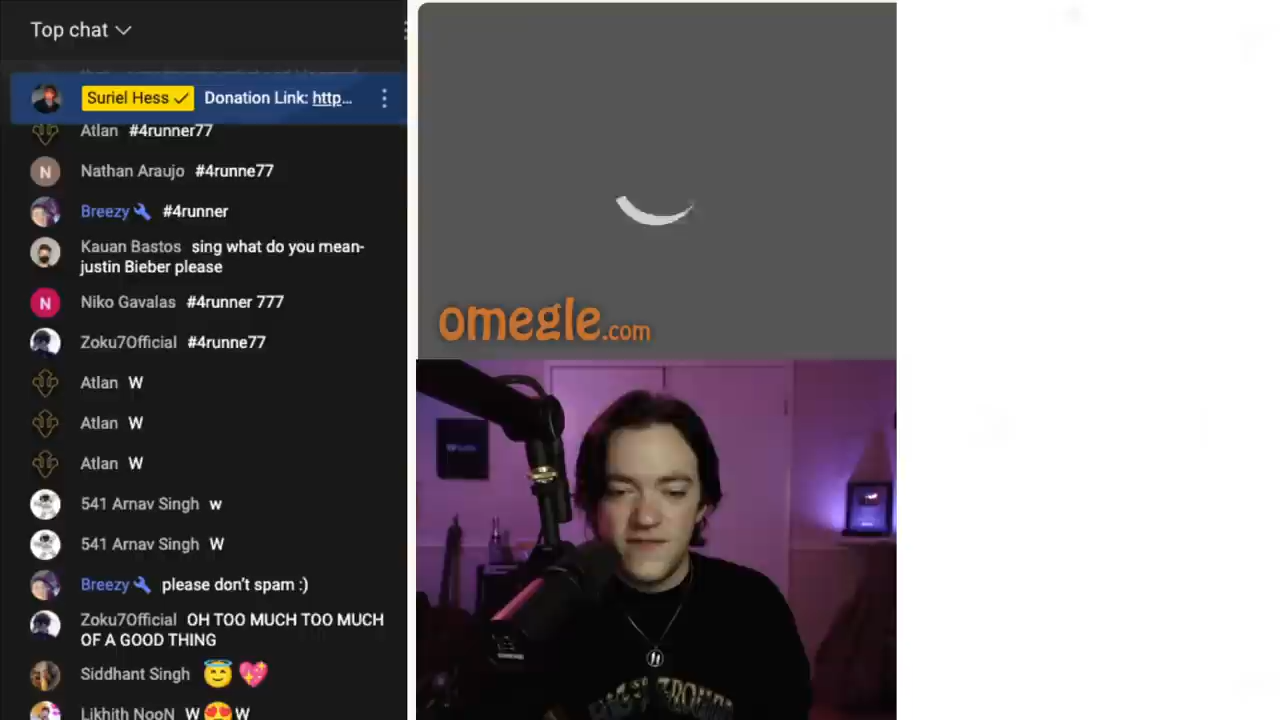 Top chat
Suriel Hess Donation Link: http...
Atlan #4runner77
Nathan Araujo #4runne77
Breezy #4runner
Kauan Bastos sing what do you mean-
justin Bieber please
Niko Gavalas #4runner 777
Zoku7Official #4runne77
Atlan W
Atlan W
Atlan W
541 Arnav Singh w
541 Arnav Singh W
Breezy please don't spam :)
Zoku7Official OH TOO MUCH TOO MUCH
OF A GOOD THING
Siddhant Singh 😇 💖
Likhith NooN W😍W
N
N
omegle.com